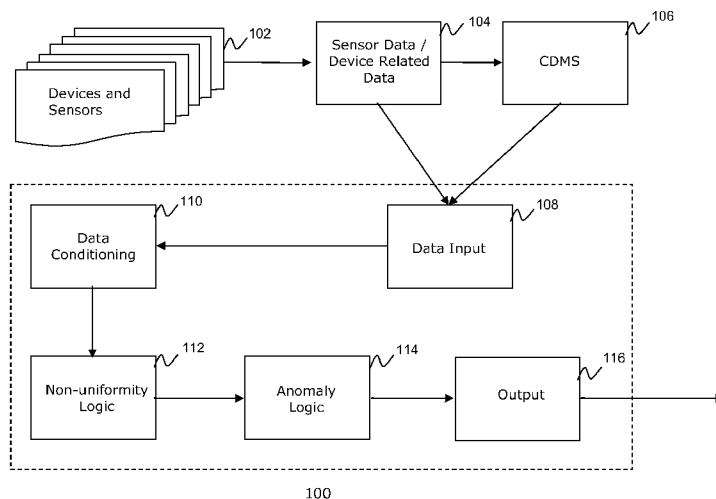 102
Devices and
Sensors
104
Sensor Data /
Device Related
Data
106
CDMS
110
Data
Conditioning
108
Data Input
112
Non-uniformity
Logic
114
Anomaly
Logic
116
Output
100